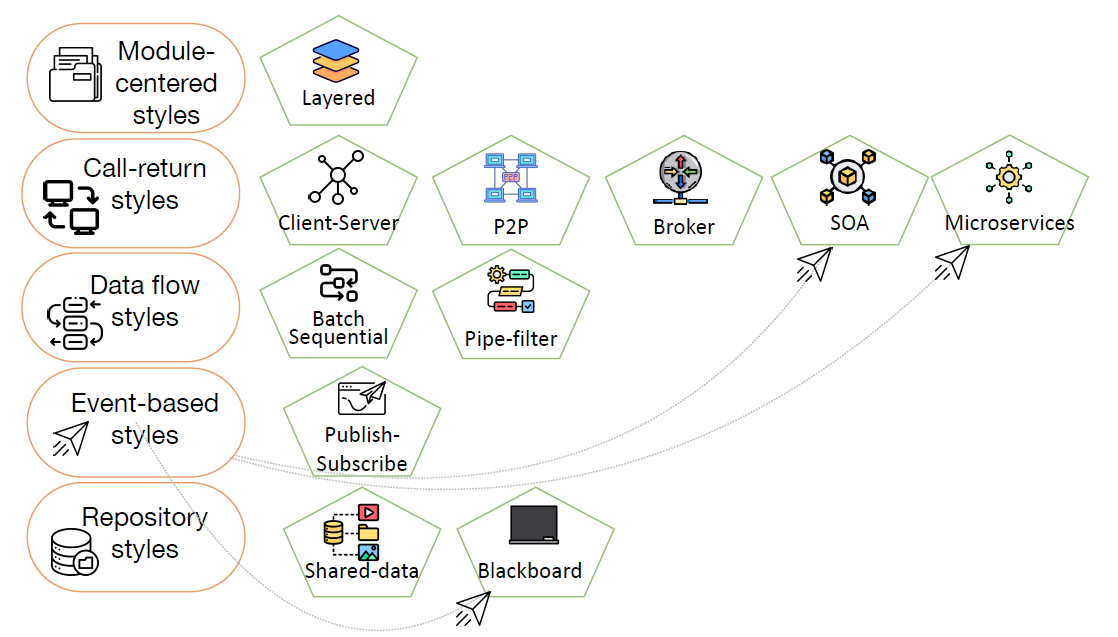 Module-
centered
styles
Layered
Call-return
styles
Client-Server
P2P
P2P
Broker
SOA
Microservices
Data flow
styles
Batch
Sequential
Pipe-filter
Event-based
styles
Publish-
Subscribe
Repository
styles
Shared-data
Blackboard